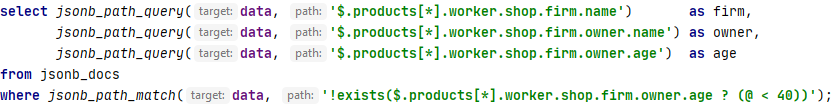 select jsonb_path_query( target: data, path: '$.products[*].worker.shop.firm.name') as firm,
jsonb_path_query( target: data, path: '$.products[*].worker.shop.firm.owner.name') as owner,
jsonb_path_query( target: data, path: '$.products[*].worker.shop.firm.owner.age') as age
from jsonb_docs
where jsonb_path_match( target: data, path: '!exists($.products[*].worker.shop.firm.owner.age ? (@ < 40))');